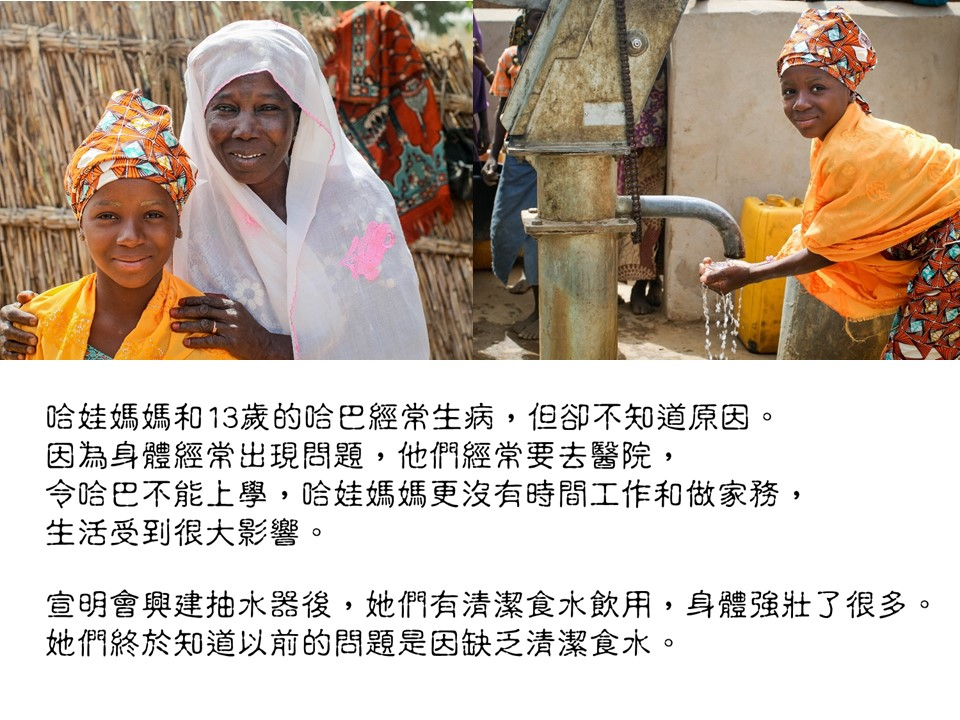 哈娃媽媽和13歲的哈巴經常生病，但卻不知道原因。
因為身體經常出現問題，他們經常要去醫院，
令哈巴不能上學，哈娃媽媽更沒有時間工作和做家務，
生活受到很大影響。
宣明會興建抽水器後，她們有清潔食水飲用，身體強壯了很多。
她們終於知道以前的問題是因缺乏清潔食水。